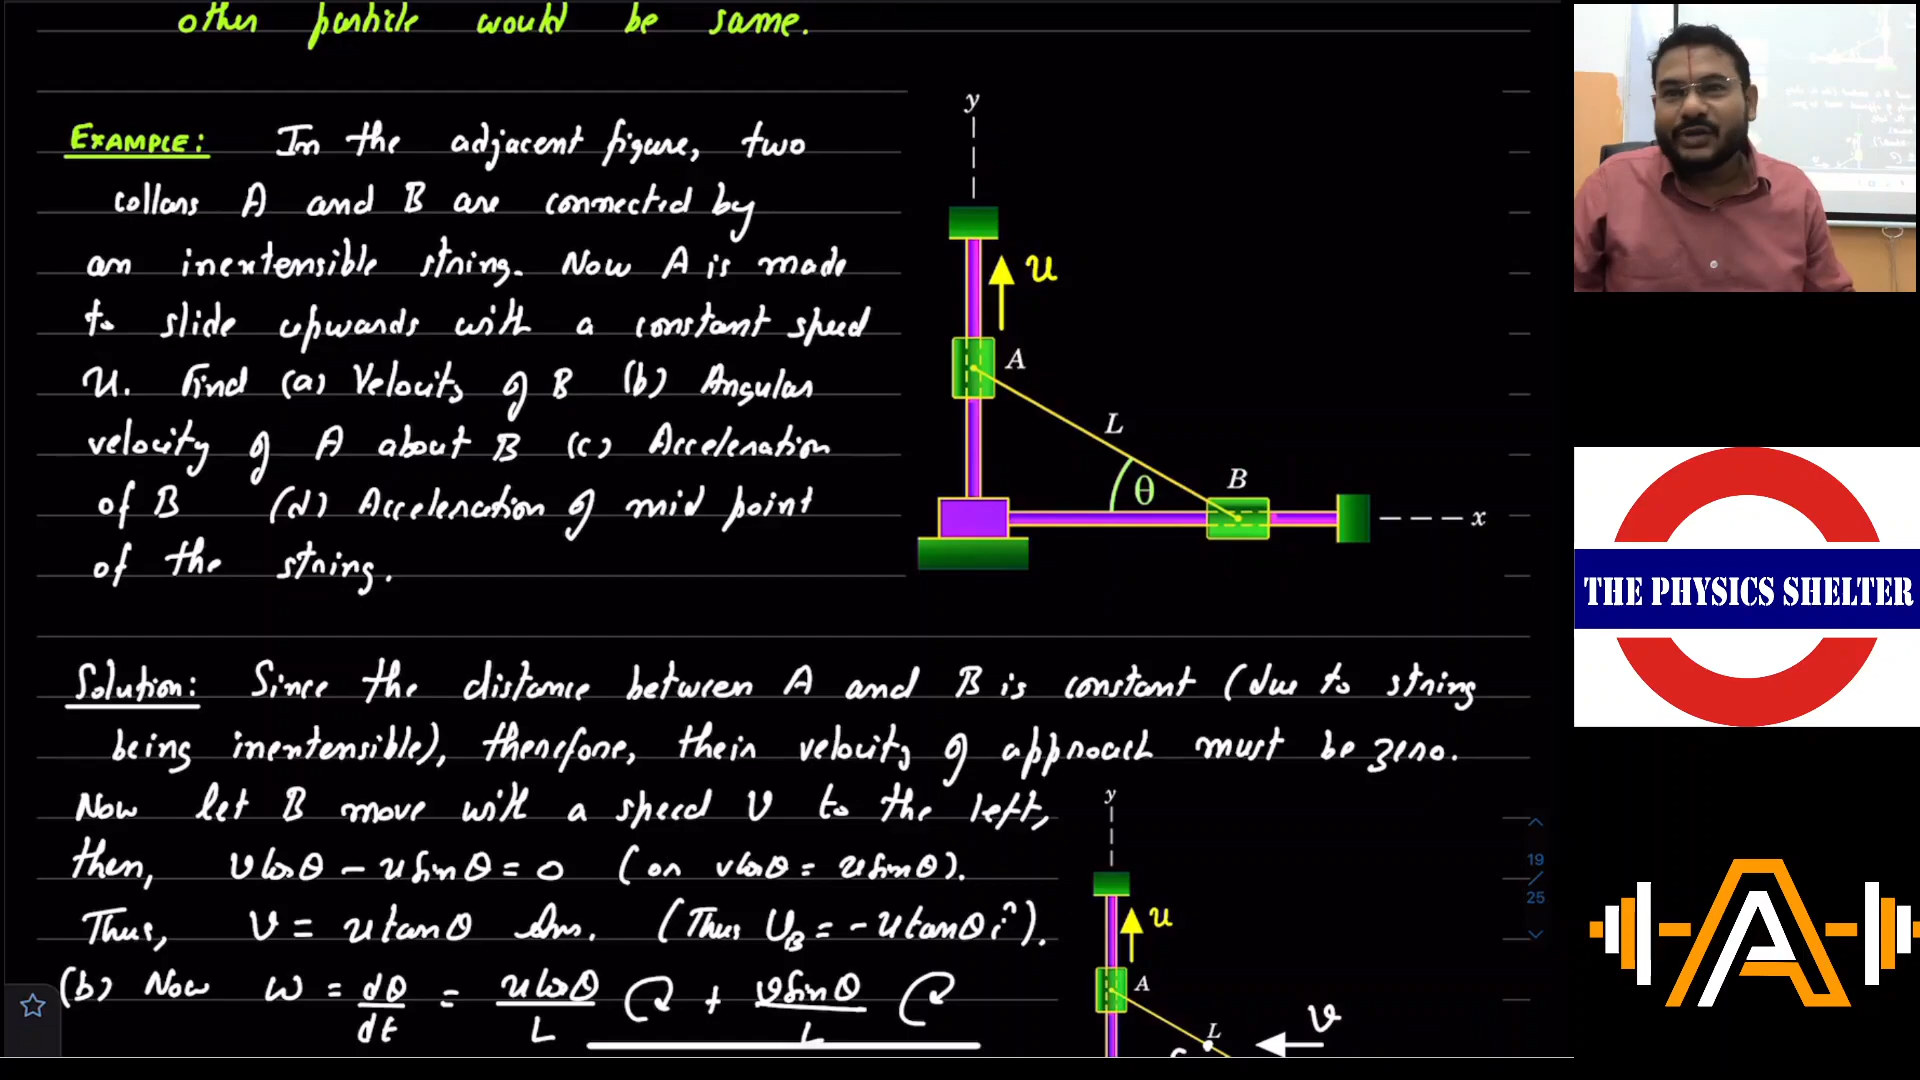 other particle would be same.
EXAMPLE: In the adjacent figure, two
collars A and B are connected by
an inextensible string. Now A is made
to slide upwards with a constant speed
u. Find (a) Velocity of B (b) Angular
velocity of A about B (c) Acceleration
of B (d) Acceleration of mid point
of the string.
y
u
A
L
θ
B
x
Solution: Since the distance between A and B is constant (due to string
being inextensible), therefore, their velocity of approach must be zero.
Now let B move with a speed v to the left,
then, v cosθ - u sinθ = 0 (or v cosθ = u sinθ).
Thus, v = u tanθ Ans. (Thus v_B = - u tanθ î).
(b) Now ω = dθ/dt = u cosθ/L + v sinθ/L
y
u
A
L
v
19
/
25
THE PHYSICS SHELTER